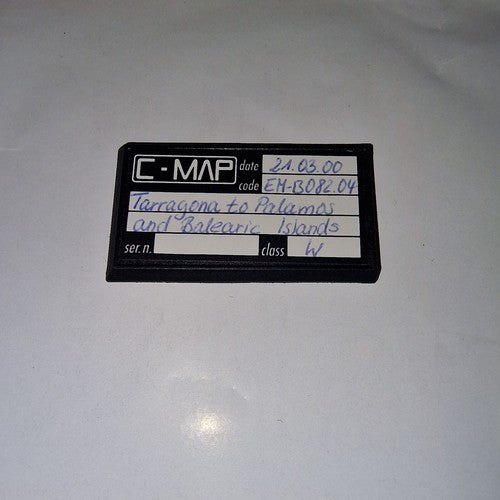 C-MAP date 21.03.00
code EM-B082.04
Tarragona to Palamos
and Balearic Islands
ser.n. class W